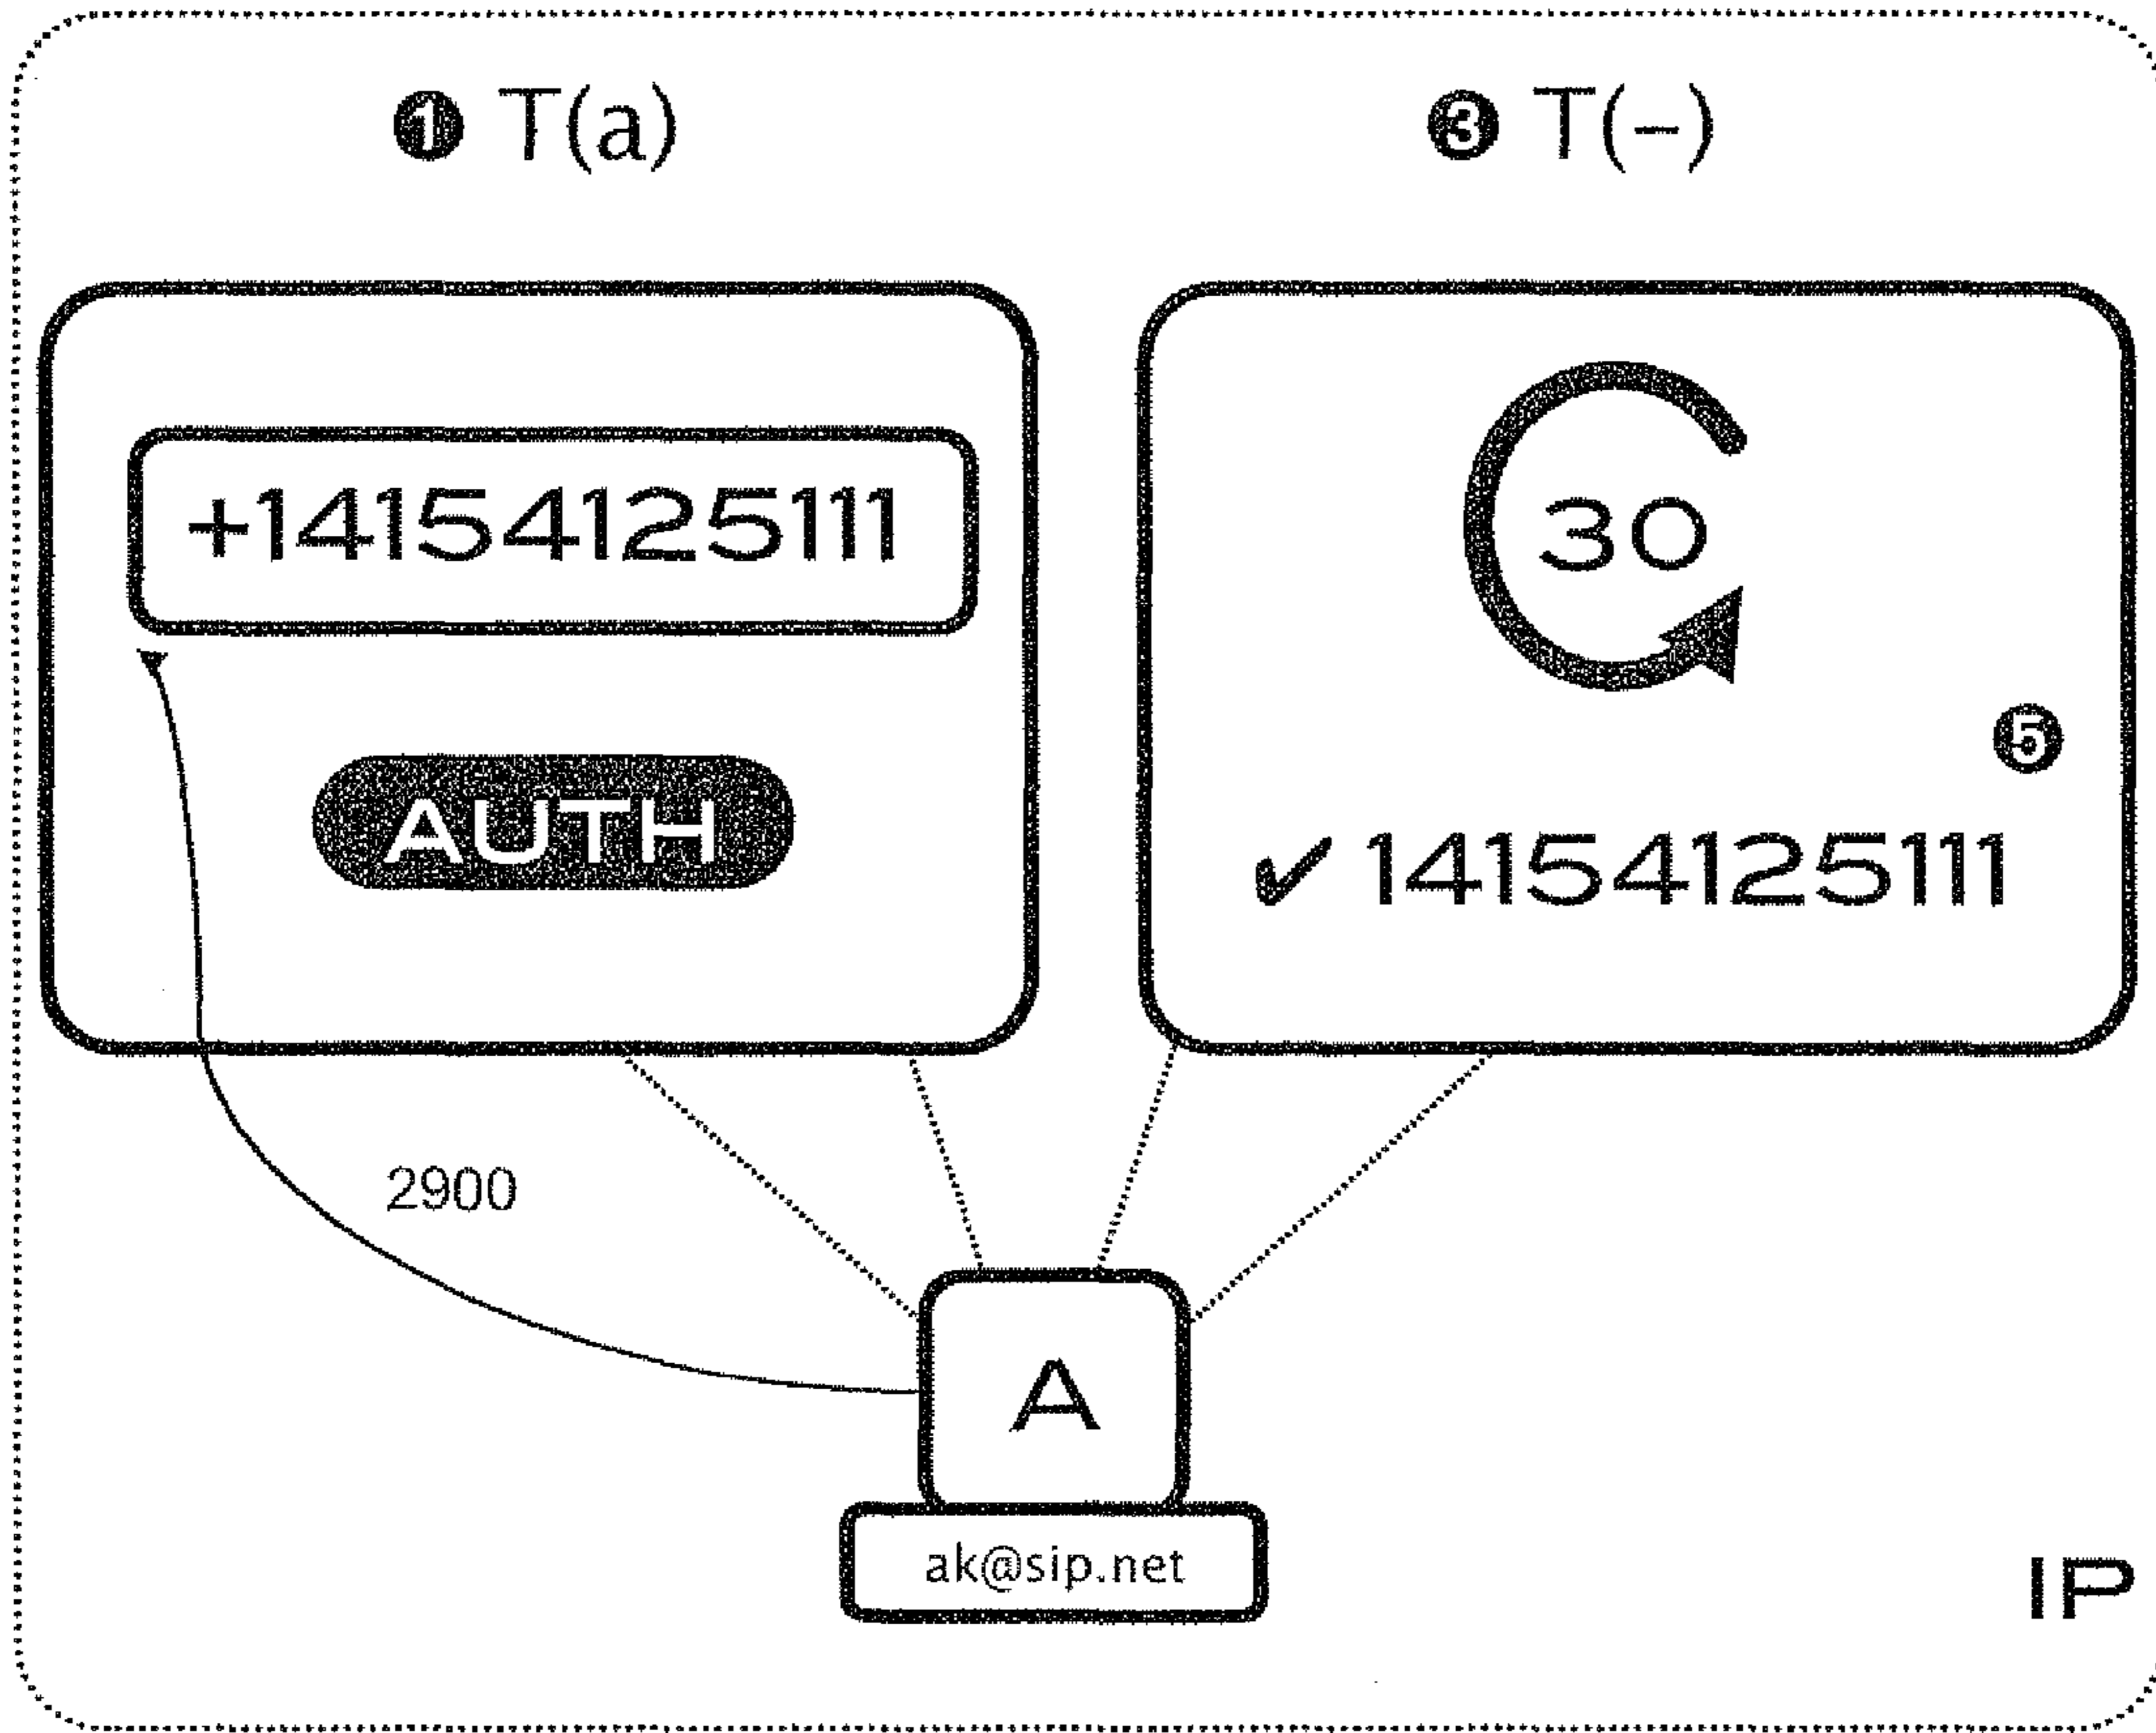 ❶ T(a)
❸ T(–)
+14154125111
AUTH
30
❺
✔ 14154125111
2900
A
ak@sip.net
IP